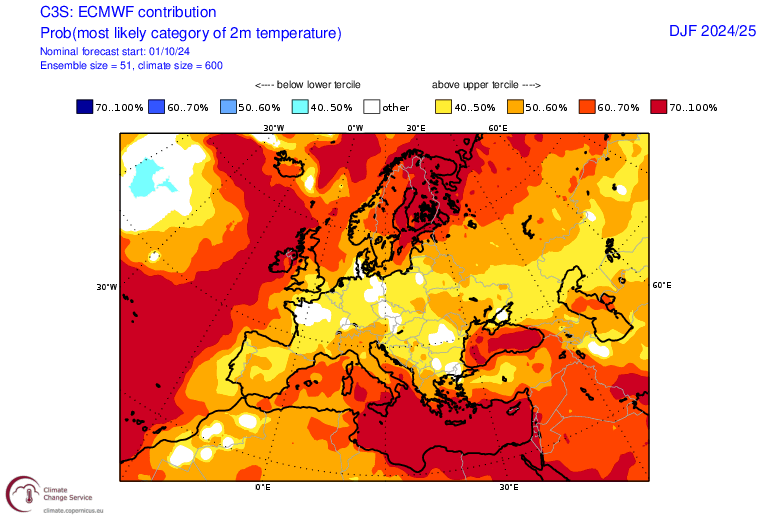 C3S: ECMWF contribution
Prob(most likely category of 2m temperature)
DJF 2024/25
Nominal forecast start: 01/10/24
Ensemble size = 51, climate size = 600
<---- below lower tercile above upper tercile ---->
70..100% 60..70% 50..60% 40..50% other 40..50% 50..60% 60..70% 70..100%
30°W 0°W 30°E 60°E
30°W 60°E
0°E 30°E
Climate
Change Service
climate.copernicus.eu